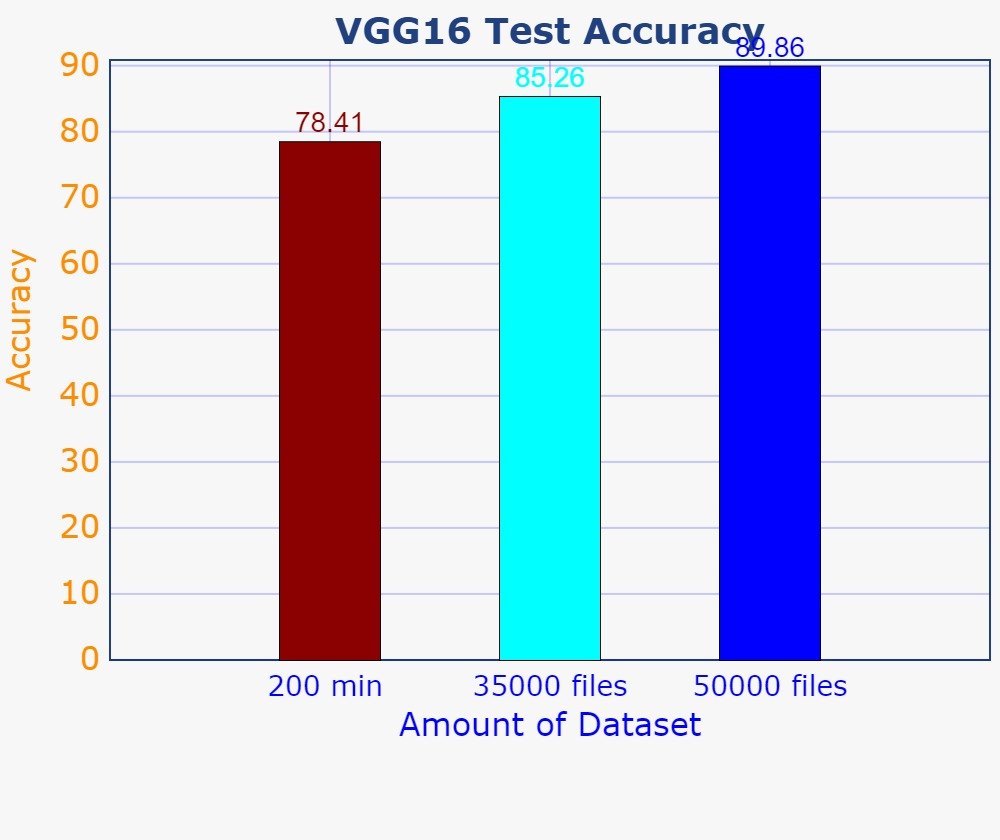 VGG16 Test Accuracy
89.86
85.26
78.41
90
80
70
60
50
40
30
20
10
0
Accuracy
200 min
35000 files
50000 files
Amount of Dataset